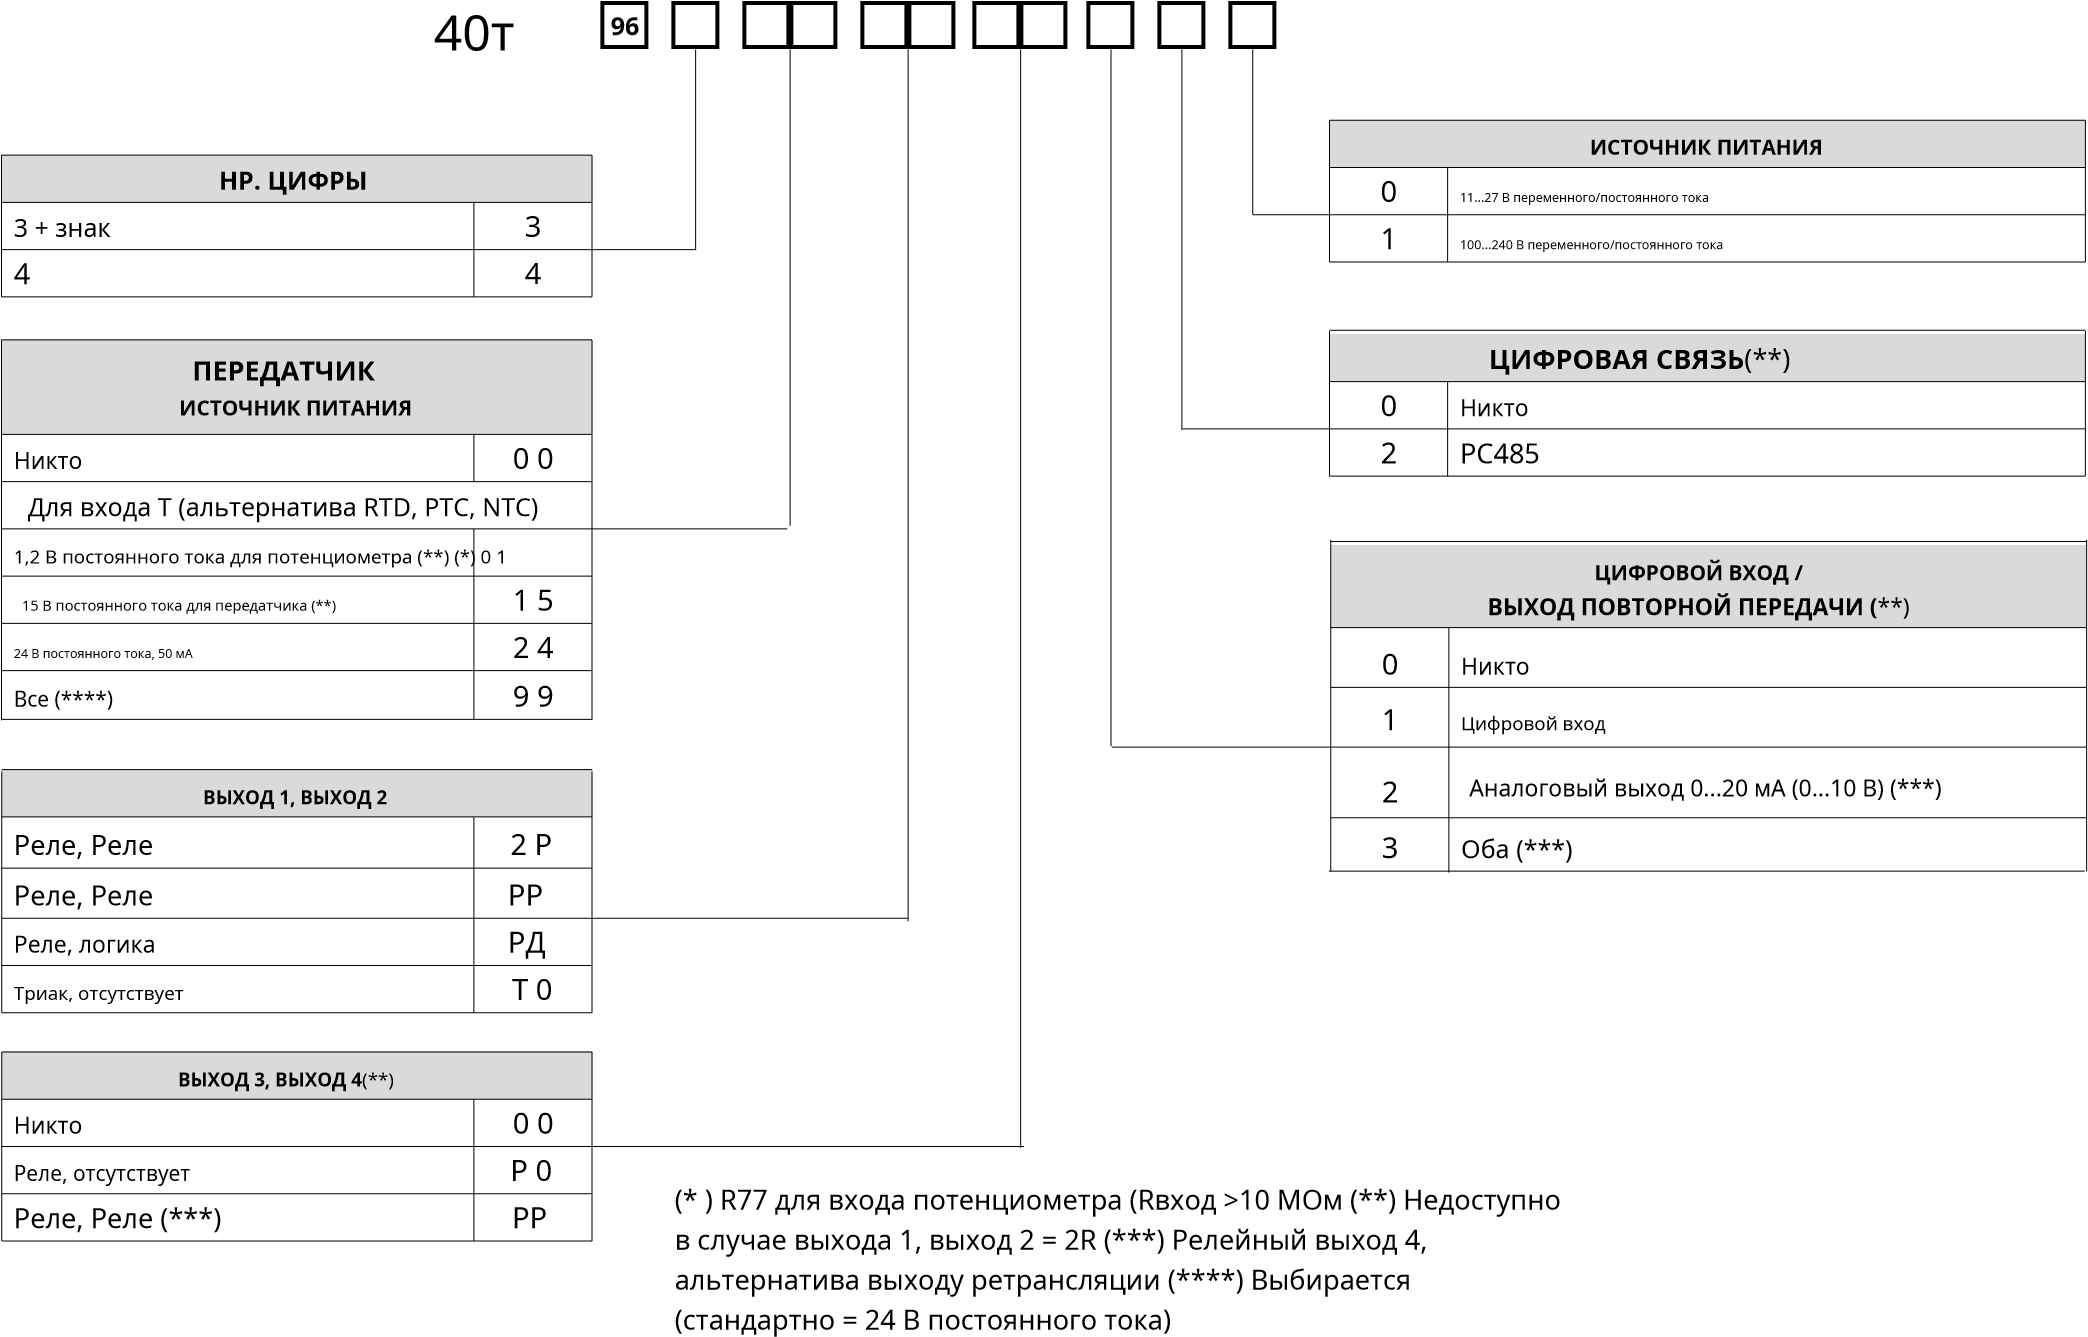 40т 96
НР. ЦИФРЫ
3 + знак 3
4 4
ПЕРЕДАТЧИК
ИСТОЧНИК ПИТАНИЯ
Никто 0 0
Для входа Т (альтернатива RTD, PTC, NTC)
1,2 В постоянного тока для потенциометра (**) (*) 0 1
15 В постоянного тока для передатчика (**) 1 5
24 В постоянного тока, 50 мА 2 4
Все (****) 9 9
ВЫХОД 1, ВЫХОД 2
Реле, Реле 2 Р
Реле, Реле РР
Реле, логика РД
Триак, отсутствует Т 0
ВЫХОД 3, ВЫХОД 4(**)
Никто 0 0
Реле, отсутствует Р 0
Реле, Реле (***) РР
ИСТОЧНИК ПИТАНИЯ
0 11...27 В переменного/постоянного тока
1 100...240 В переменного/постоянного тока
ЦИФРОВАЯ СВЯЗЬ(**)
0 Никто
2 РС485
ЦИФРОВОЙ ВХОД /
ВЫХОД ПОВТОРНОЙ ПЕРЕДАЧИ (**)
0 Никто
1 Цифровой вход
2 Аналоговый выход 0...20 мА (0...10 В) (***)
3 Оба (***)
(* ) R77 для входа потенциометра (Rвход >10 МОм (**) Недоступно
в случае выхода 1, выход 2 = 2R (***) Релейный выход 4,
альтернатива выходу ретрансляции (****) Выбирается
(стандартно = 24 В постоянного тока)